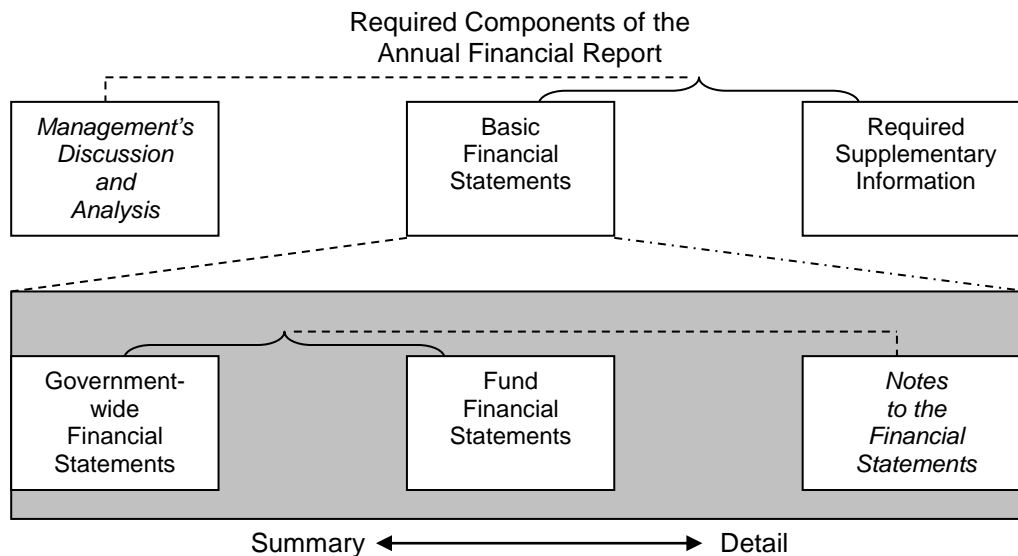 Required Components of the
Annual Financial Report
Management's
Discussion
and
Analysis
Basic
Financial
Statements
Required
Supplementary
Information
Government-
wide
Financial
Statements
Fund
Financial
Statements
Notes
to the
Financial
Statements
Summary
Detail